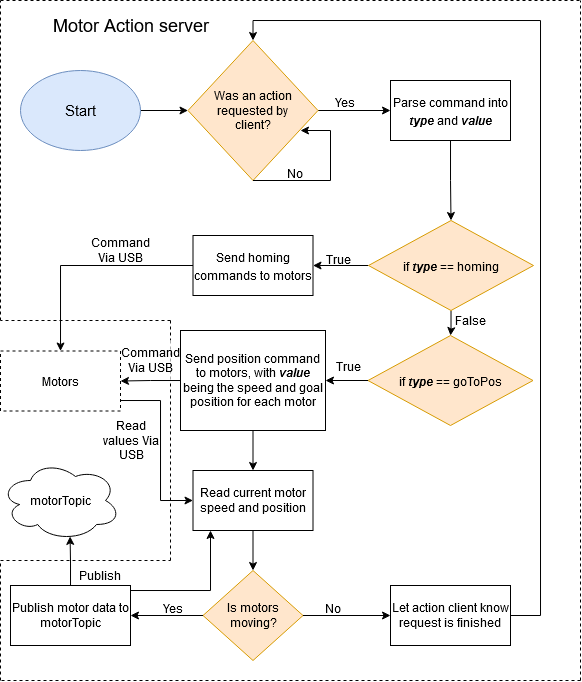 Motor Action server
Start
Was an action
requested by
client?
Yes
No
Parse command into
type and value
if type == homing
True
False
Send homing
commands to motors
Command
Via USB
Motors
Command
Via USB
Send position command
to motors, with value
being the speed and goal
position for each motor
True
if type == goToPos
Read
values Via
USB
motorTopic
Read current motor
speed and position
Publish
Publish motor data to
motorTopic
Yes
Is motors
moving?
No
Let action client know
request is finished